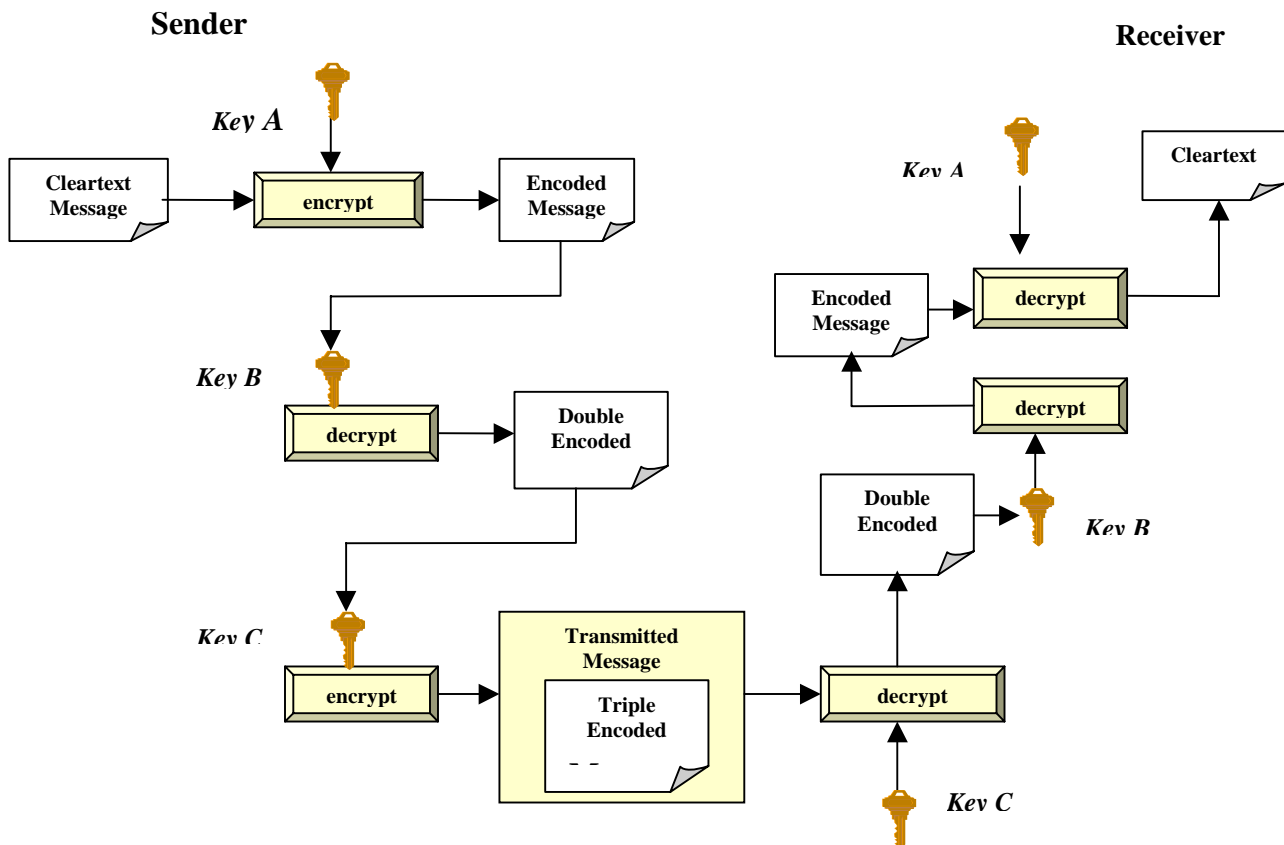 Sender
Receiver
Key A
Cleartext
Message
encrypt
Encoded
Message
Key B
decrypt
Double
Encoded
Key C
encrypt
Transmitted
Message
Triple
Encoded
decrypt
Key C
Double
Encoded
Key B
decrypt
Encoded
Message
decrypt
Key A
Cleartext